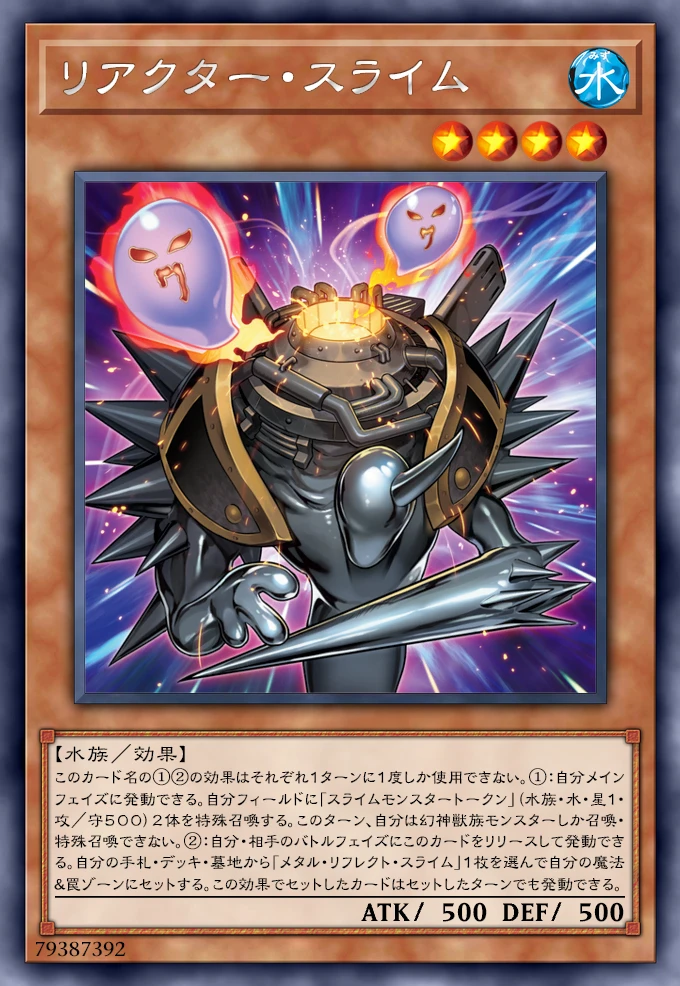 リアクター・スライム
みず
水
【水族／効果】
このカード名の①②の効果はそれぞれ1ターンに1度しか使用できない。①：自分メイン
フェイズに発動できる。自分フィールドに「スライムモンスタートークン」(水族・水・星1・
攻／守500)2体を特殊召喚する。このターン、自分は幻神獣族モンスターしか召喚・
特殊召喚できない。②：自分・相手のバトルフェイズにこのカードをリリースして発動でき
る。自分の手札・デッキ・墓地から「メタル・リフレクト・スライム」1枚を選んで自分の魔法
&罠ゾーンにセットする。この効果でセットしたカードはセットしたターンでも発動できる。
ATK/ 500 DEF/ 500
79387392